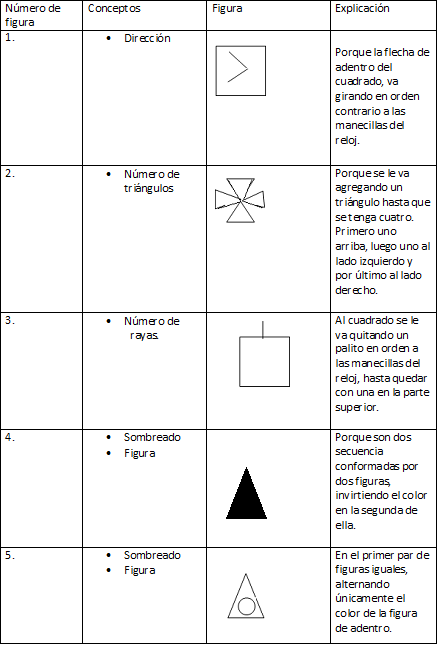 Número de figura
Conceptos
Figura
Explicación
1.
• Dirección
Porque la flecha de
adentro del
cuadrado, va
girando en orden
contrario a las
manecillas del
reloj.
2.
• Número de
triángulos
Porque se le va
agregando un
triángulo hasta que
se tenga cuatro.
Primero uno
arriba, luego uno al
lado izquierdo y
por último al lado
derecho.
3.
• Número de
rayas.
Al cuadrado se le
va quitando un
palito en orden a
las manecillas del
reloj, hasta quedar
con una en la parte
superior.
4.
• Sombreado
• Figura
Porque son dos
secuencia
conformadas por
dos figuras,
invirtiendo el color
en la segunda de
ella.
5.
• Sombreado
• Figura
En el primer par de
figuras iguales,
alternando
únicamente el
color de la figura
de adentro.